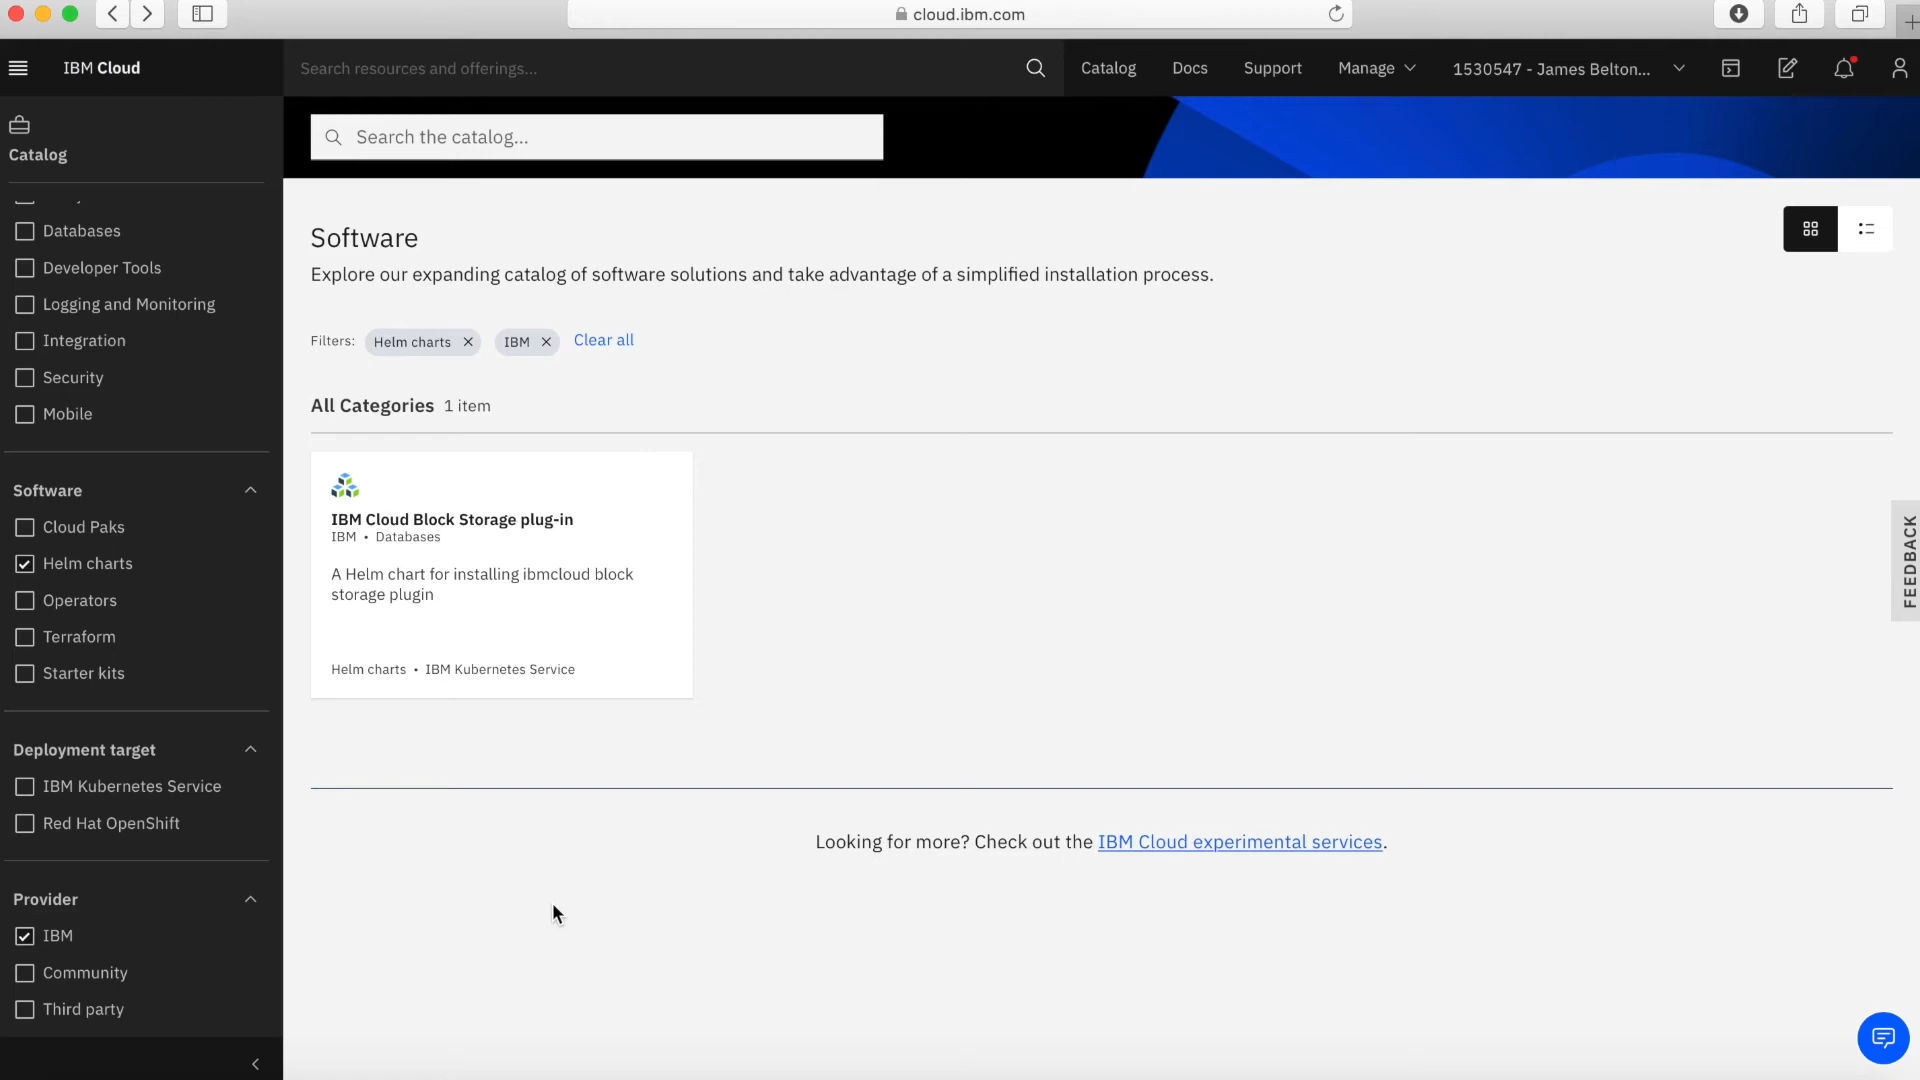 cloud.ibm.com
IBM Cloud
Search resources and offerings...
Catalog
Docs
Support
Manage
1530547 - James Belton...
Catalog
Databases
Developer Tools
Logging and Monitoring
Integration
Security
Mobile
Software
Cloud Paks
Helm charts
Operators
Terraform
Starter kits
Deployment target
IBM Kubernetes Service
Red Hat OpenShift
Provider
IBM
Community
Third party
Search the catalog...
Software
Explore our expanding catalog of software solutions and take advantage of a simplified installation process.
Filters: Helm charts IBM Clear all
All Categories 1 item
IBM Cloud Block Storage plug-in
IBM • Databases
A Helm chart for installing ibmcloud block
storage plugin
Helm charts • IBM Kubernetes Service
Looking for more? Check out the IBM Cloud experimental services.
FEEDBACK